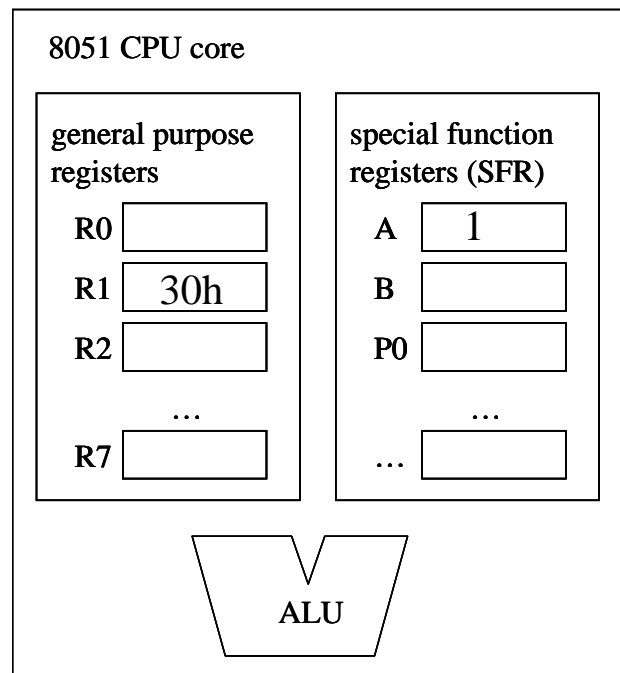 8051 CPU core
general purpose
registers
R0
R1 30h
R2
...
R7
special function
registers (SFR)
A 1
B
P0
...
...
ALU